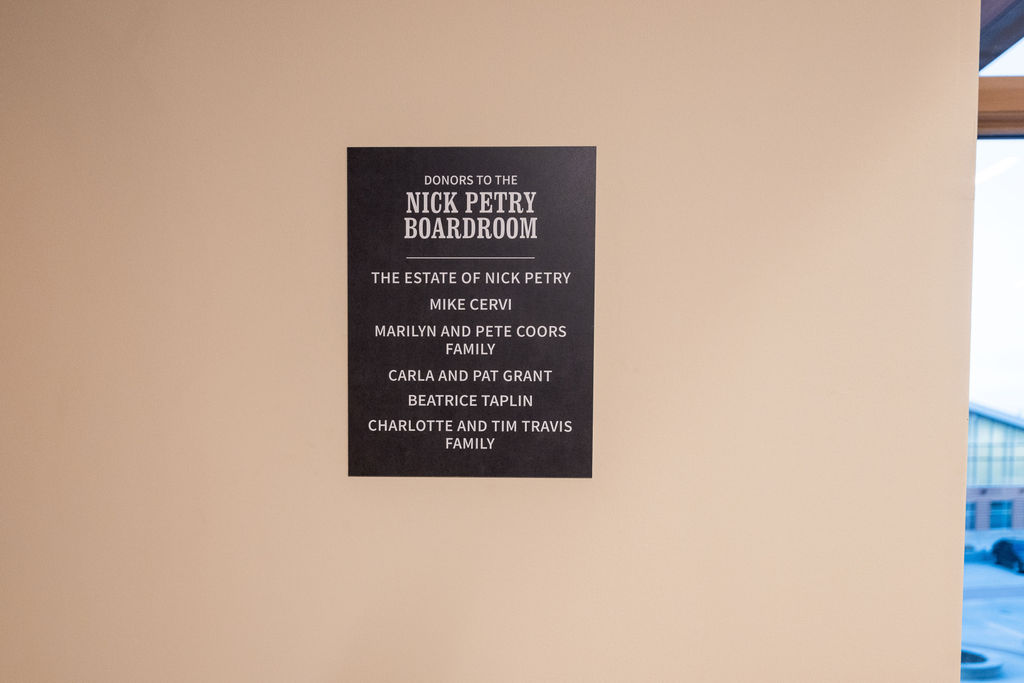 DONORS TO THE
NICK PETRY
BOARDROOM
THE ESTATE OF NICK PETRY
MIKE CERVI
MARILYN AND PETE COORS
FAMILY
CARLA AND PAT GRANT
BEATRICE TAPLIN
CHARLOTTE AND TIM TRAVIS
FAMILY